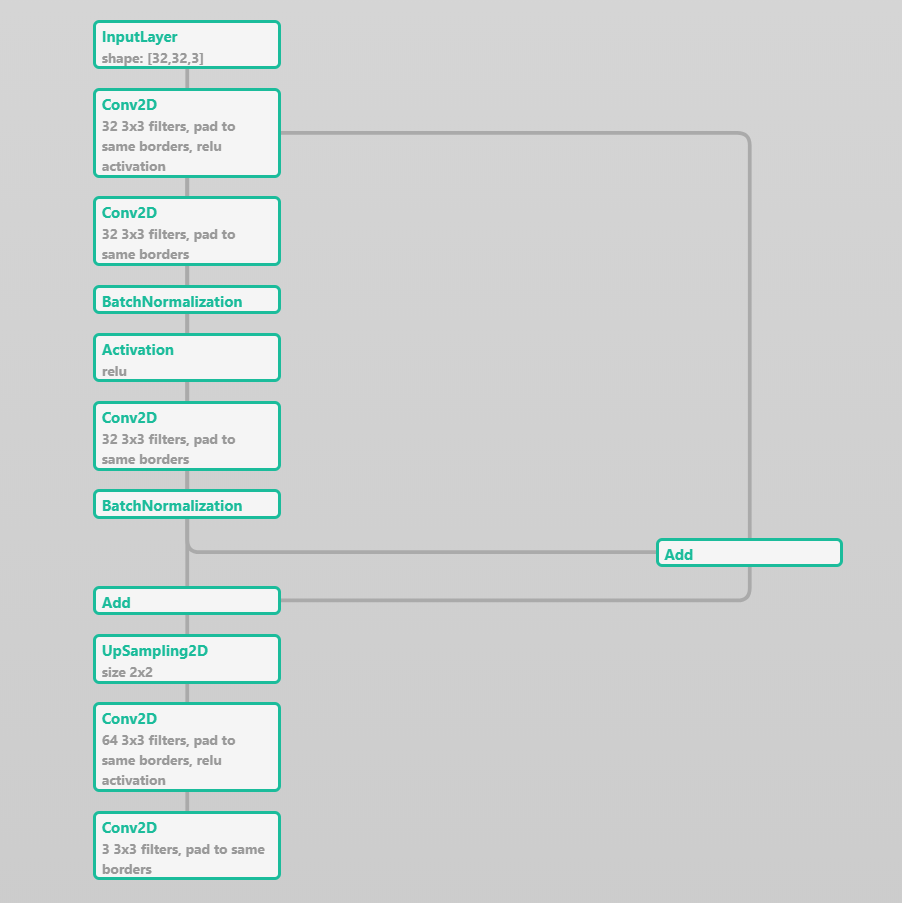 InputLayer
shape: [32,32,3]
Conv2D
32 3x3 filters, pad to
same borders, relu
activation
Conv2D
32 3x3 filters, pad to
same borders
BatchNormalization
Activation
relu
Conv2D
32 3x3 filters, pad to
same borders
BatchNormalization
Add
Add
UpSampling2D
size 2x2
Conv2D
64 3x3 filters, pad to
same borders, relu
activation
Conv2D
3 3x3 filters, pad to same
borders